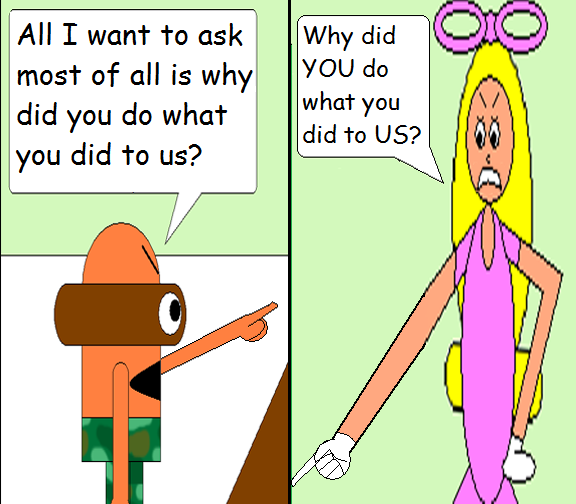 All I want to ask
most of all is why
did you do what
you did to us?
Why did
YOU do
what you
did to US?